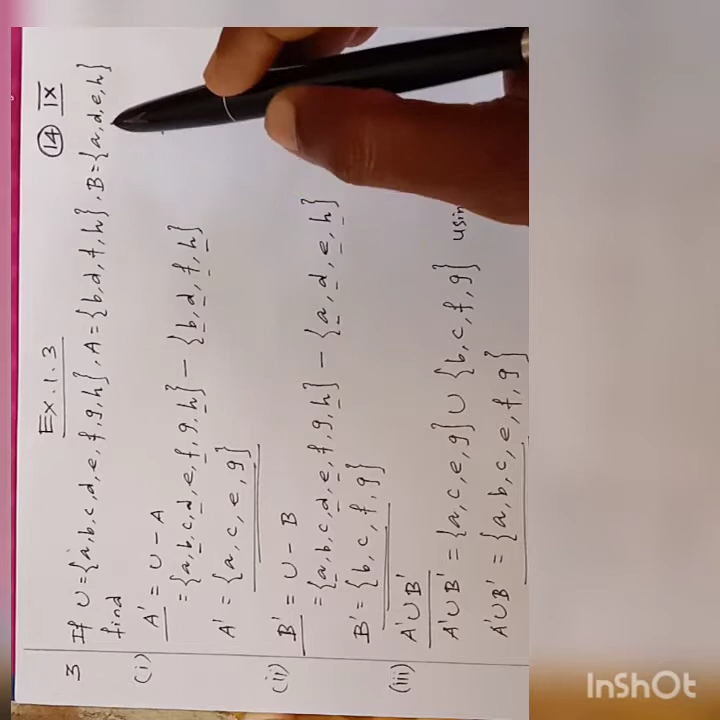 Ex.1.3
(14) IX
3 If U={a,b,c,d,e,f,g,h}, A={b,d,f,h}, B={a,d,e,h}
find
(i) A' = U - A
={a,b,c,d,e,f,g,h} - {b,d,f,h}
A' = {a,c,e,g}
(ii) B' = U - B
={a,b,c,d,e,f,g,h} - {a,d,e,h}
B' = {b,c,f,g}
(iii) A'∪B'
A'∪B' = {a,c,e,g} ∪ {b,c,f,g}
A'∪B' = {a,b,c,e,f,g}
InShOt